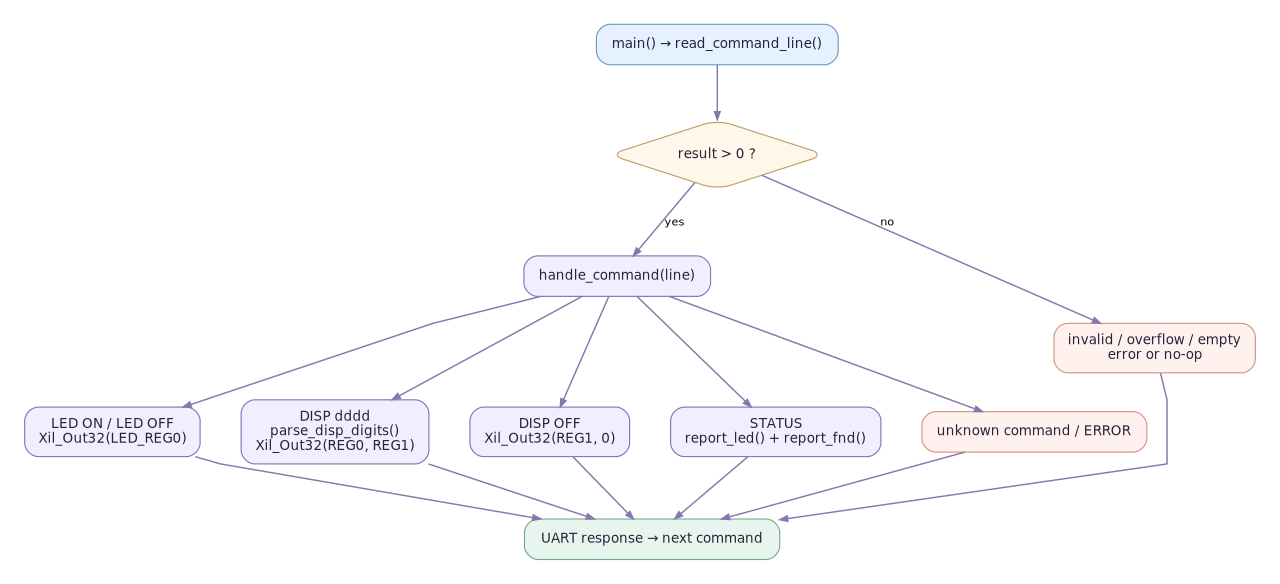 main() → read_command_line()
result > 0 ?
yes
no
handle_command(line)
invalid / overflow / empty
error or no-op
LED ON / LED OFF
Xil_Out32(LED_REG0)
DISP dddd
parse_disp_digits()
Xil_Out32(REG0, REG1)
DISP OFF
Xil_Out32(REG1, 0)
STATUS
report_led() + report_fnd()
unknown command / ERROR
UART response → next command